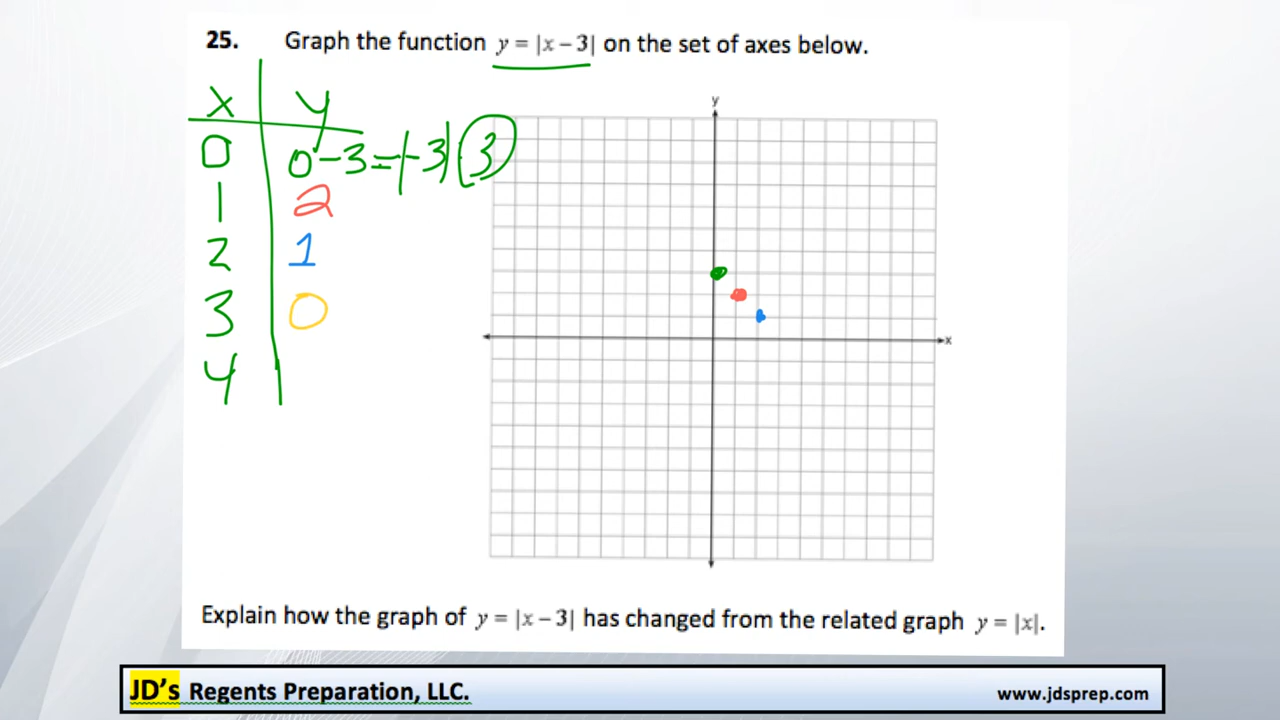 25. Graph the function y = |x − 3| on the set of axes below.
x y
0 0 − 3 = |−3| 3
1 2
2 1
3 0
4
y
x
Explain how the graph of y = |x − 3| has changed from the related graph y = |x|.
JD's Regents Preparation, LLC. www.jdsprep.com